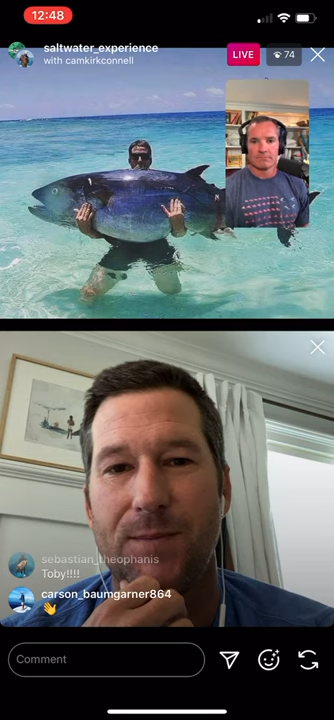 12:48
saltwater_experience
with camkirkconnell
LIVE
74
sebastian_theophanis
Toby!!!!
carson_baumgarner864
👋
Comment